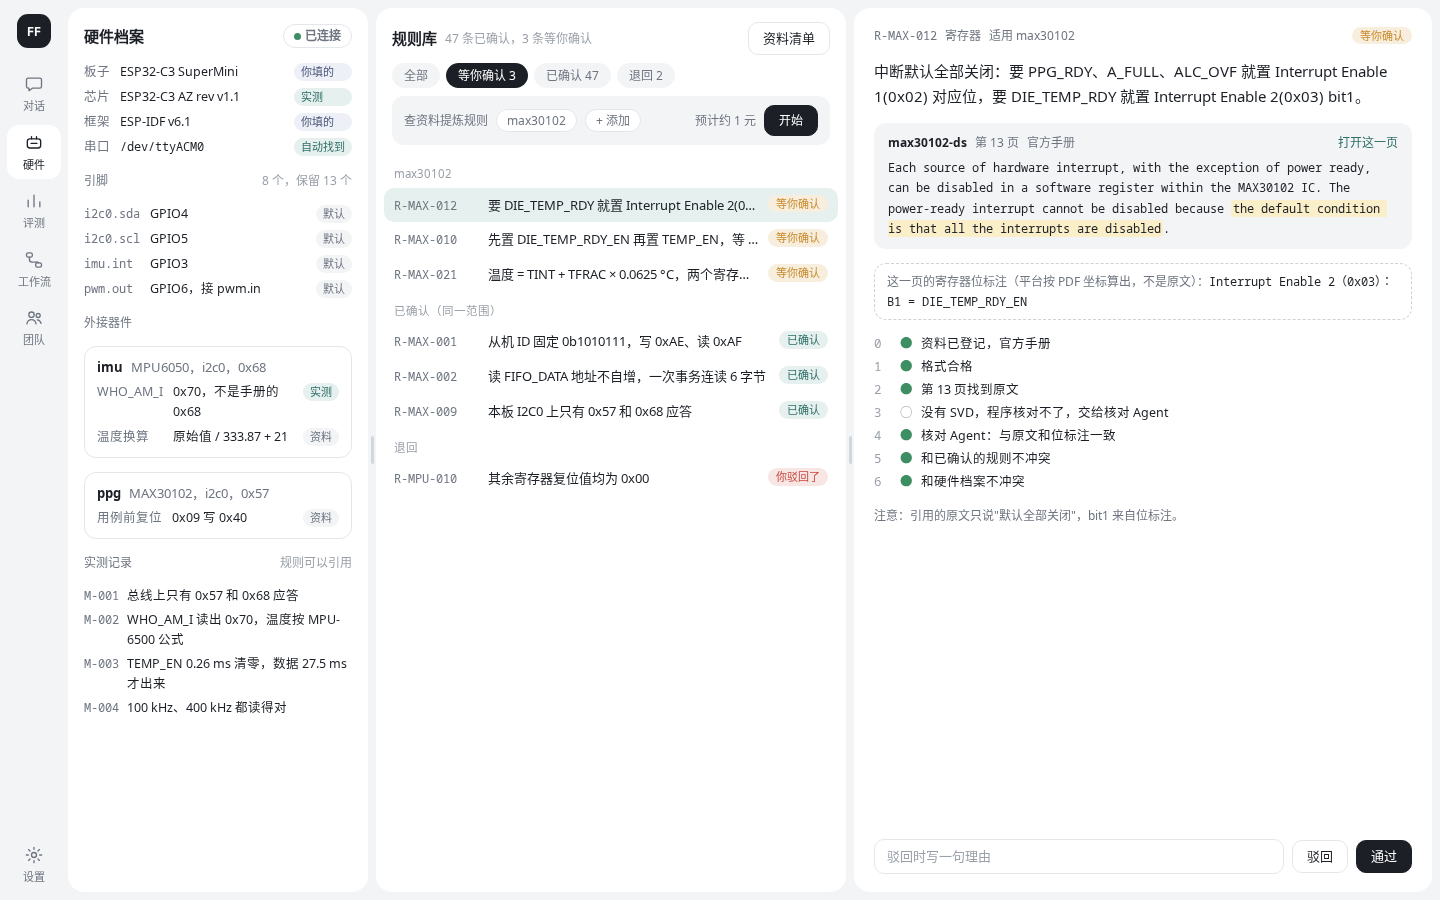 FF
对话
硬件
评测
工作流
团队
设置
硬件档案
已连接
板子 ESP32-C3 SuperMini 你填的
芯片 ESP32-C3 AZ rev v1.1 实测
框架 ESP-IDF v6.1 你填的
串口 /dev/ttyACM0 自动找到
引脚 8 个，保留 13 个
i2c0.sda GPIO4 默认
i2c0.scl GPIO5 默认
imu.int GPIO3 默认
pwm.out GPIO6，接 pwm.in 默认
外接器件
imu MPU6050，i2c0，0x68
WHO_AM_I 0x70，不是手册的 实测
0x68
温度换算 原始值 / 333.87 + 21 资料
ppg MAX30102，i2c0，0x57
用例前复位 0x09 写 0x40 资料
实测记录 规则可以引用
M-001 总线上只有 0x57 和 0x68 应答
M-002 WHO_AM_I 读出 0x70，温度按 MPU-
6500 公式
M-003 TEMP_EN 0.26 ms 清零，数据 27.5 ms
才出来
M-004 100 kHz、400 kHz 都读得对
规则库 47 条已确认，3 条等你确认 资料清单
全部 等你确认 3 已确认 47 退回 2
查资料提炼规则 max30102 + 添加 预计约 1 元 开始
max30102
R-MAX-012 要 DIE_TEMP_RDY 就置 Interrupt Enable 2(0... 等你确认
R-MAX-010 先置 DIE_TEMP_RDY_EN 再置 TEMP_EN，等 ... 等你确认
R-MAX-021 温度 = TINT + TFRAC × 0.0625 °C，两个寄存... 等你确认
已确认（同一范围）
R-MAX-001 从机 ID 固定 0b1010111，写 0xAE、读 0xAF 已确认
R-MAX-002 读 FIFO_DATA 地址不自增，一次事务连读 6 字节 已确认
R-MAX-009 本板 I2C0 上只有 0x57 和 0x68 应答 已确认
退回
R-MPU-010 其余寄存器复位值均为 0x00 你驳回了
R-MAX-012 寄存器 适用 max30102 等你确认
中断默认全部关闭：要 PPG_RDY、A_FULL、ALC_OVF 就置 Interrupt Enable
1(0x02) 对应位，要 DIE_TEMP_RDY 就置 Interrupt Enable 2(0x03) bit1。
max30102-ds 第 13 页 官方手册 打开这一页
Each source of hardware interrupt, with the exception of power ready,
can be disabled in a software register within the MAX30102 IC. The
power-ready interrupt cannot be disabled because the default condition
is that all the interrupts are disabled.
这一页的寄存器位标注（平台按 PDF 坐标算出，不是原文）：Interrupt Enable 2 (0x03)：
B1 = DIE_TEMP_RDY_EN
0 资料已登记，官方手册
1 格式合格
2 第 13 页找到原文
3 没有 SVD，程序核对不了，交给核对 Agent
4 核对 Agent：与原文和位标注一致
5 和已确认的规则不冲突
6 和硬件档案不冲突
注意：引用的原文只说"默认全部关闭"，bit1 来自位标注。
驳回时写一句理由 驳回 通过